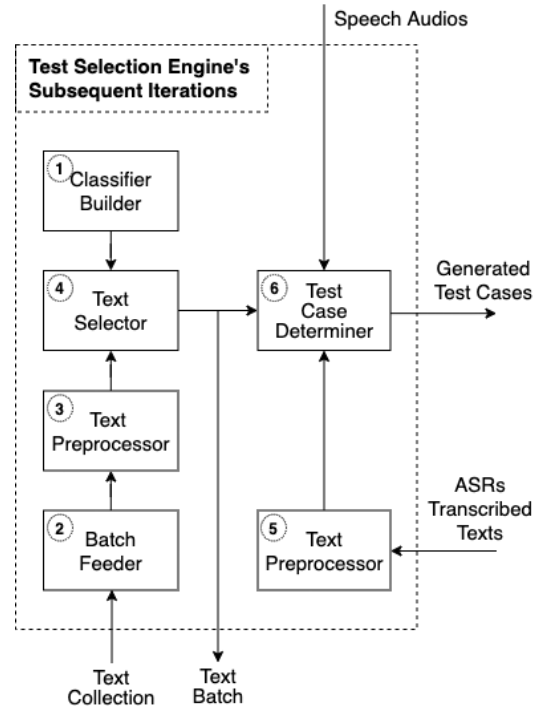 Speech Audios
Test Selection Engine's
Subsequent Iterations
1
Classifier
Builder
4
Text
Selector
6
Test
Case
Determiner
Generated
Test Cases
3
Text
Preprocessor
2
Batch
Feeder
5
Text
Preprocessor
ASRs
Transcribed
Texts
Text
Collection
Text
Batch